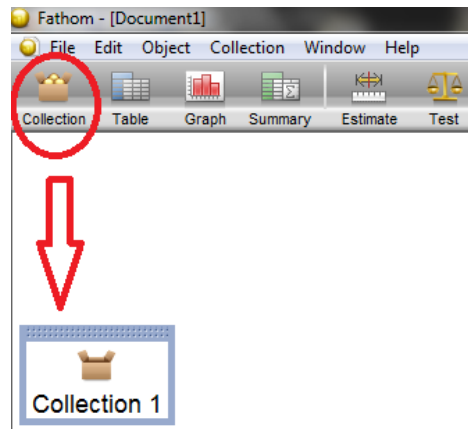 Fathom - [Document1]
File Edit Object Collection Window Help
Collection Table Graph Summary Estimate Test
Collection 1